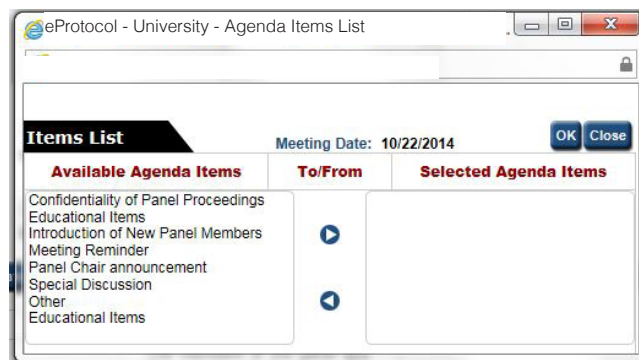 eProtocol - University - Agenda Items List
Items List
Meeting Date: 10/22/2014
OK Close
Available Agenda Items To/From Selected Agenda Items
Confidentiality of Panel Proceedings
Educational Items
Introduction of New Panel Members
Meeting Reminder
Panel Chair announcement
Special Discussion
Other
Educational Items